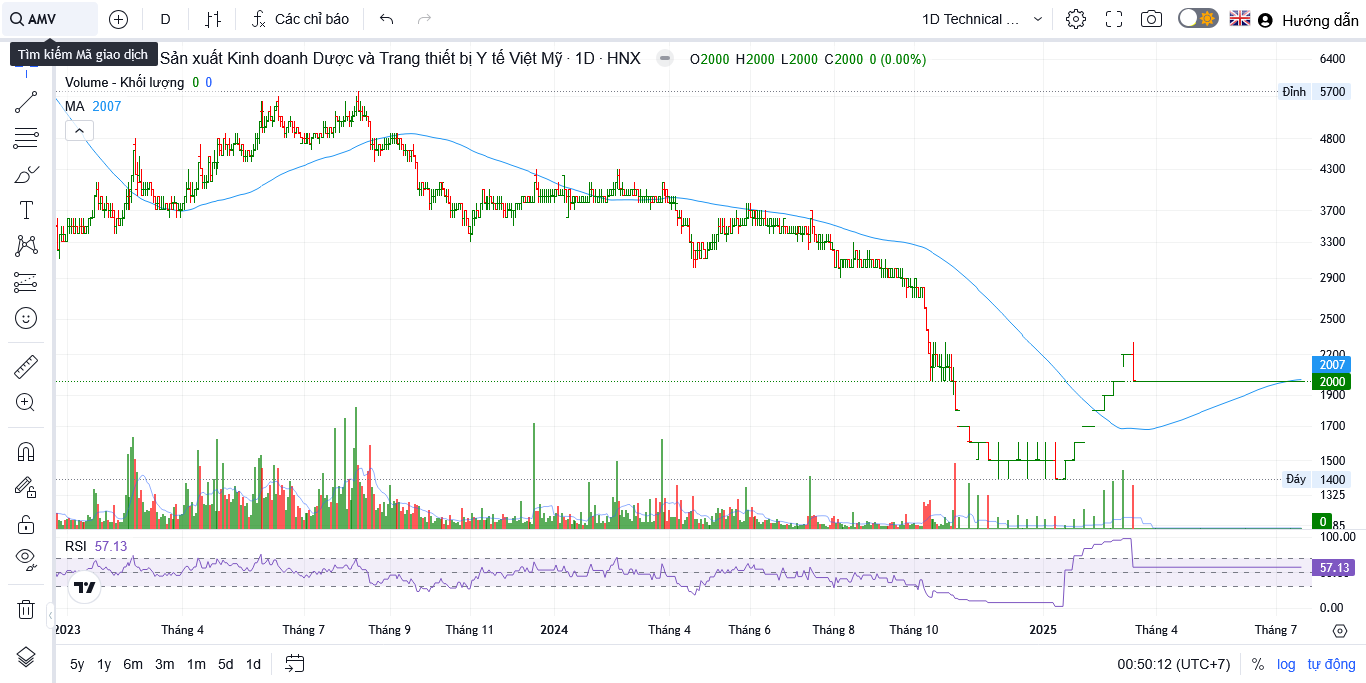 AMV
D
Các chỉ báo
1D Technical ...
Hướng dẫn
Tìm kiếm Mã giao dịch
Sản xuất Kinh doanh Dược và Trang thiết bị Y tế Việt Mỹ · 1D · HNX
O2000 H2000 L2000 C2000 0 (0.00%)
Volume - Khối lượng 0 0
MA 2007
6400
Đỉnh 5700
4800
4300
3700
3300
2900
2500
2200
2007
2000
1900
1700
1500
Đáy 1400
1325
0
85
RSI 57.13
100.00
57.13
0.00
2023 Tháng 4 Tháng 7 Tháng 9 Tháng 11 2024 Tháng 4 Tháng 6 Tháng 8 Tháng 10 2025 Tháng 4 Tháng 7
5y 1y 6m 3m 1m 5d 1d
00:50:12 (UTC+7) % log tự động